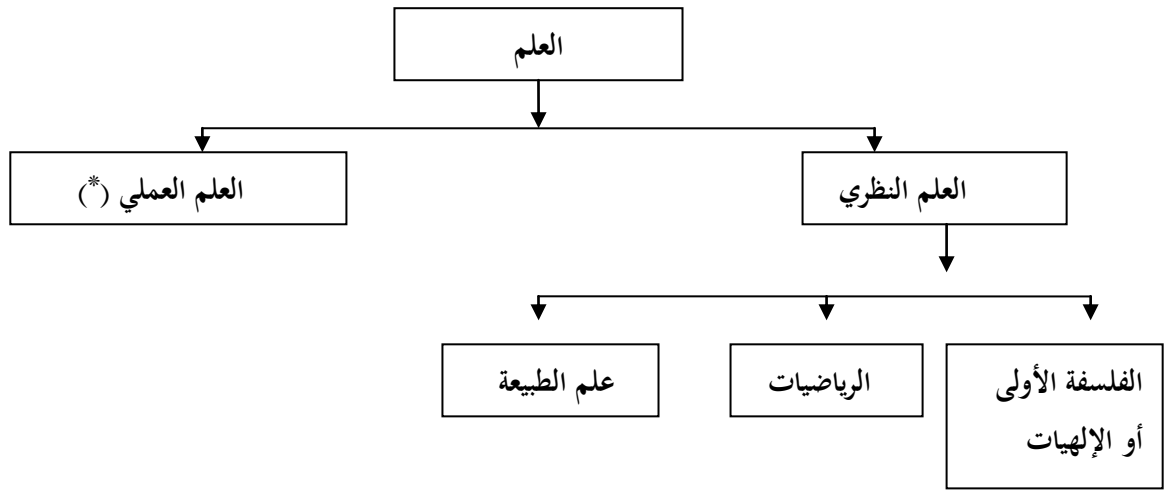 العلم
العلم النظري
العلم العملي (*)
الفلسفة الأولى
أو الإلهيات
الرياضيات
علم الطبيعة